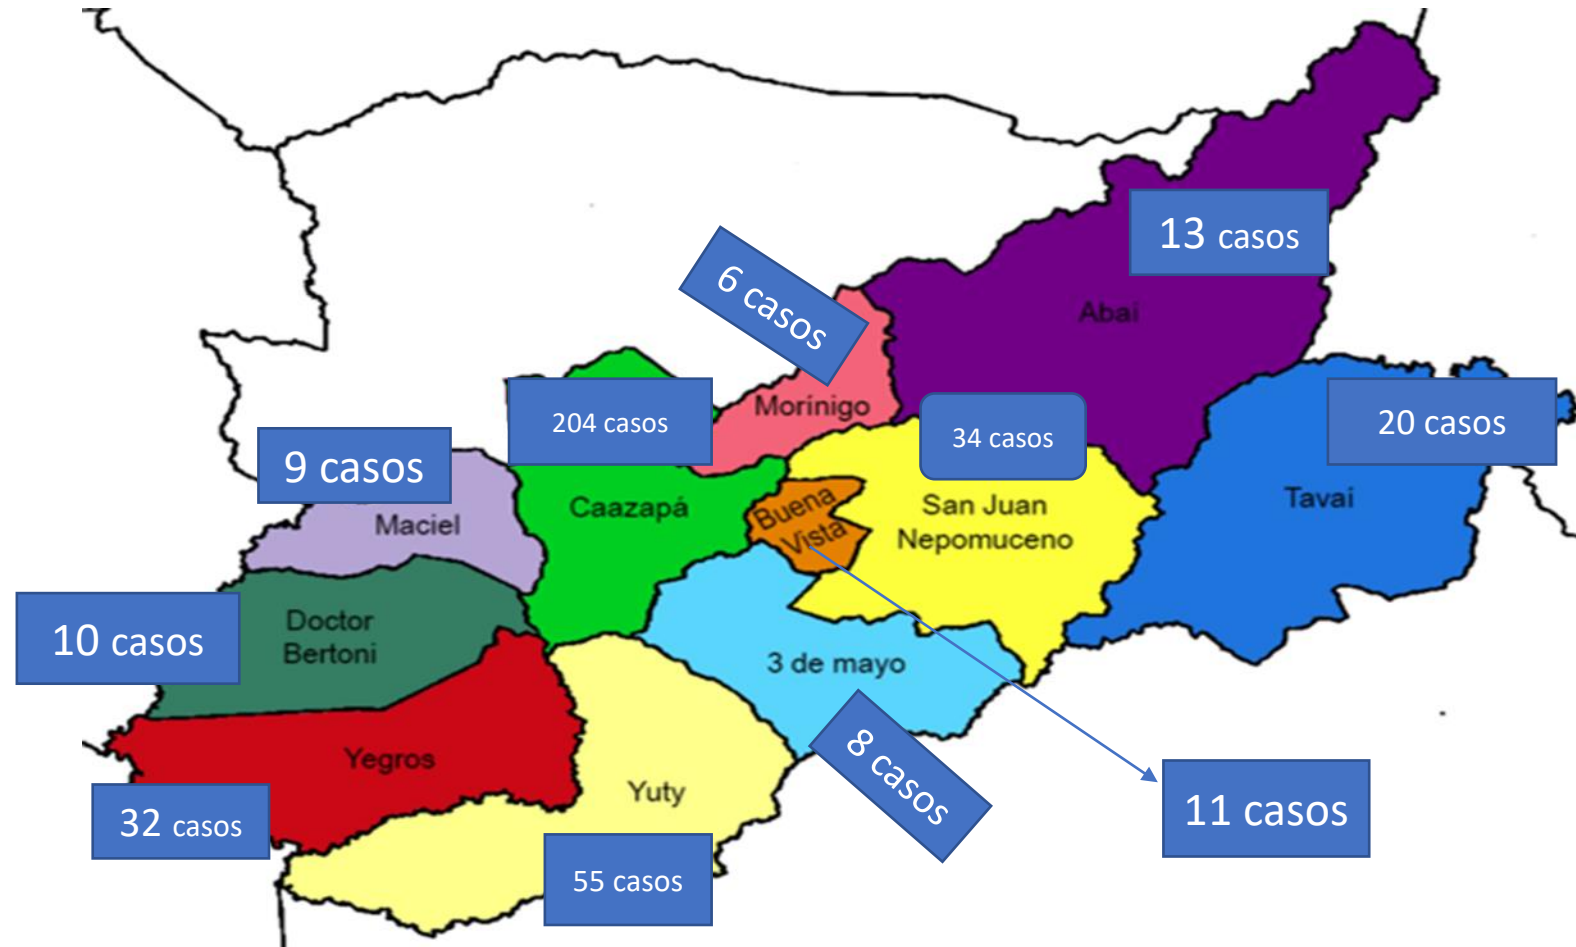 13 casos
6 casos
Abaí
Morínigo
204 casos
34 casos
20 casos
9 casos
Maciel
Caazapá
Buena
Vista
San Juan
Nepomuceno
Tavaí
10 casos
Doctor
Bertoni
3 de mayo
Yegros
Yuty
8 casos
11 casos
32 casos
55 casos